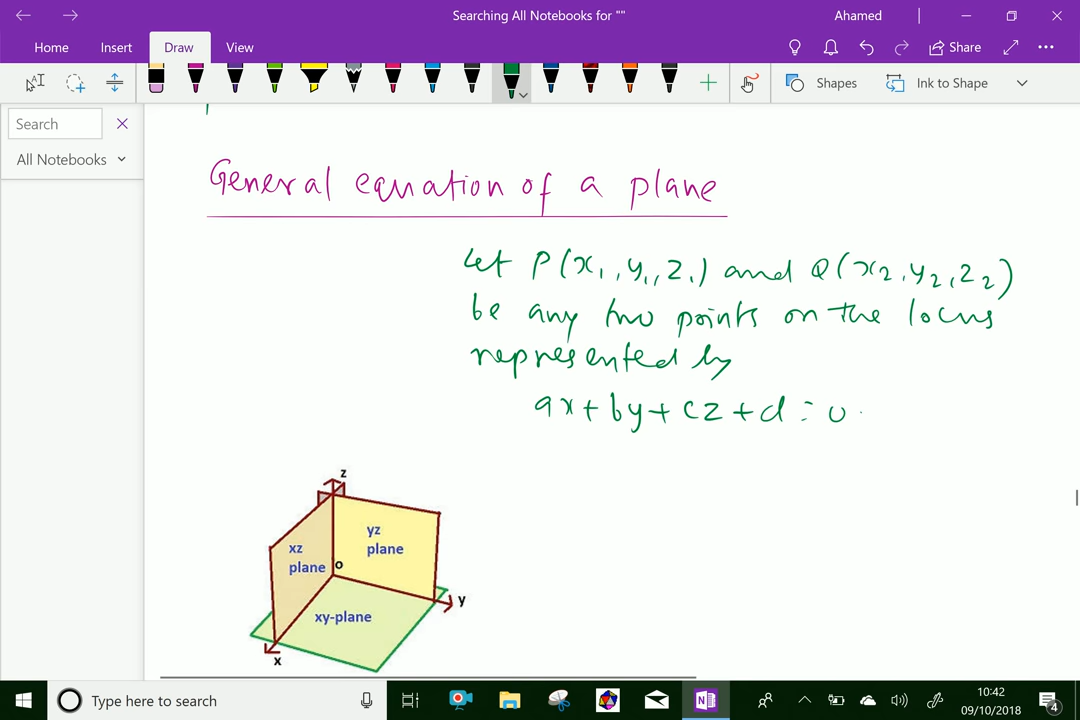 Searching All Notebooks for ""
Ahamed
Home
Insert
Draw
View
Share
Shapes
Ink to Shape
Search
All Notebooks
General equation of a plane
Let P(x₁, y₁, z₁) and Q(x₂, y₂, z₂)
be any two points on the locus
represented by
ax + by + cz + d = 0.
z
yz
plane
xz
plane
o
y
xy-plane
x
Type here to search
10:42
09/10/2018
4